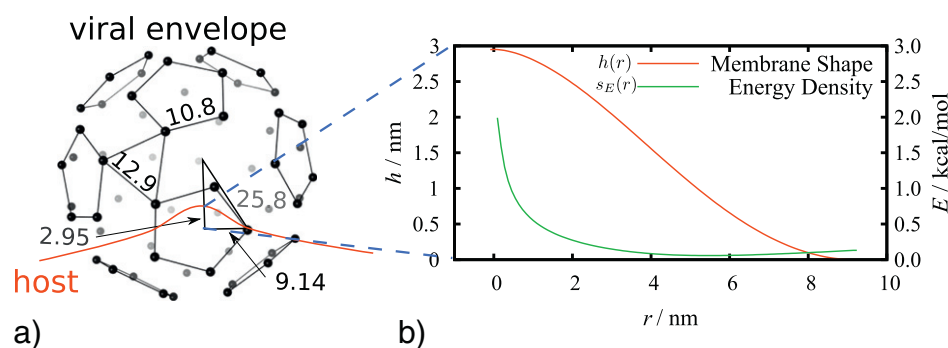 viral envelope
10.8
12.9
25.8
2.95
host
9.14
a)
3
2.5
2
1.5
1
0.5
0
h / nm
h(r) Membrane Shape
s_E(r) Energy Density
3.0
2.5
2.0
1.5
1.0
0.5
0.0
E / kcal/mol
0 2 4 6 8 10
r / nm
b)